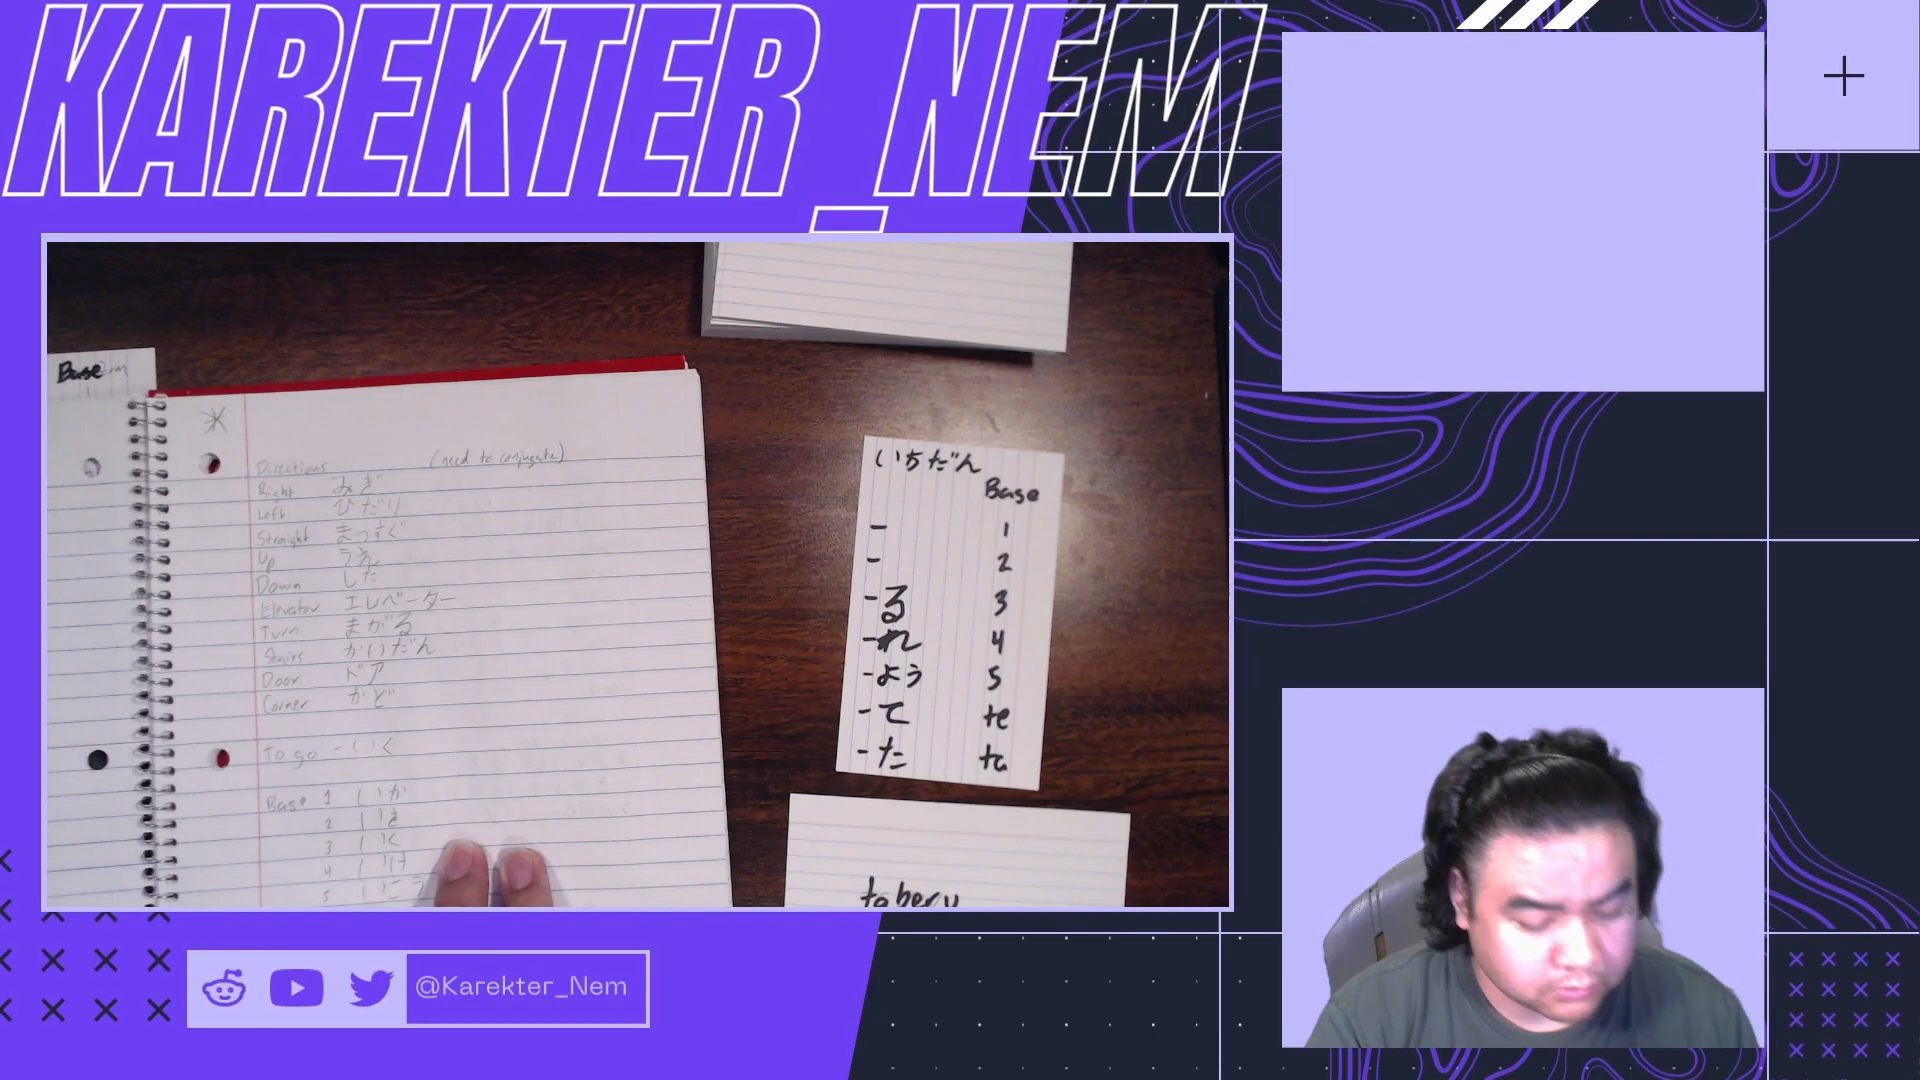 KAREKTER_NEM
Base
Directions (need to conjugate)
Right みぎ
Left ひだり
Straight まっすぐ
Up うえ
Down した
Elevator エレベーター
Turn まがる
Stairs かいだん
Door ドア
Corner かど
To go - いく
Base 1 いか
2 いき
3 いく
4 いけ
5 いこう
いちだん
Base
- 1
- 2
-る 3
-れ 4
-よう 5
-て te
-た ta
taberu
@Karekter_Nem